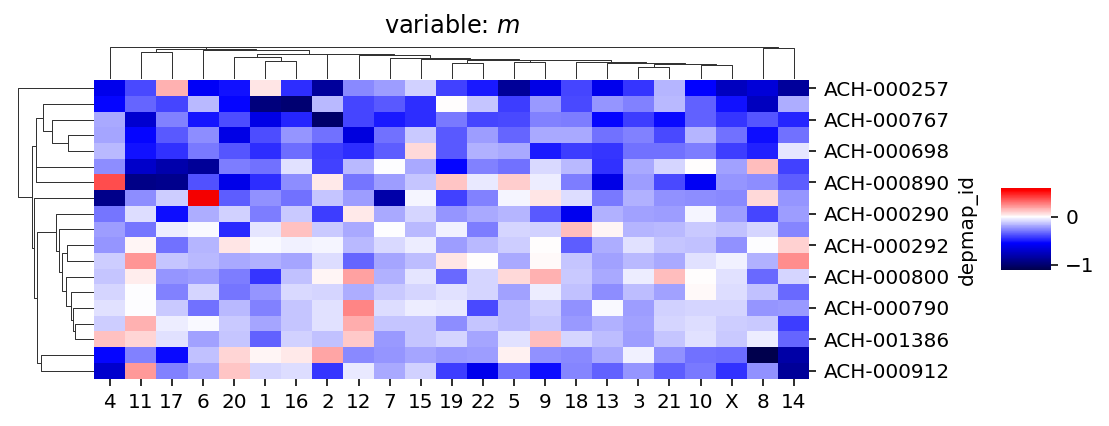 variable: m
ACH-000257
ACH-000767
ACH-000698
ACH-000890
ACH-000290
ACH-000292
ACH-000800
ACH-000790
ACH-001386
ACH-000912
depmap_id
0
−1
4 11 17 6 20 1 16 2 12 7 15 19 22 5 9 18 13 3 21 10 X 8 14